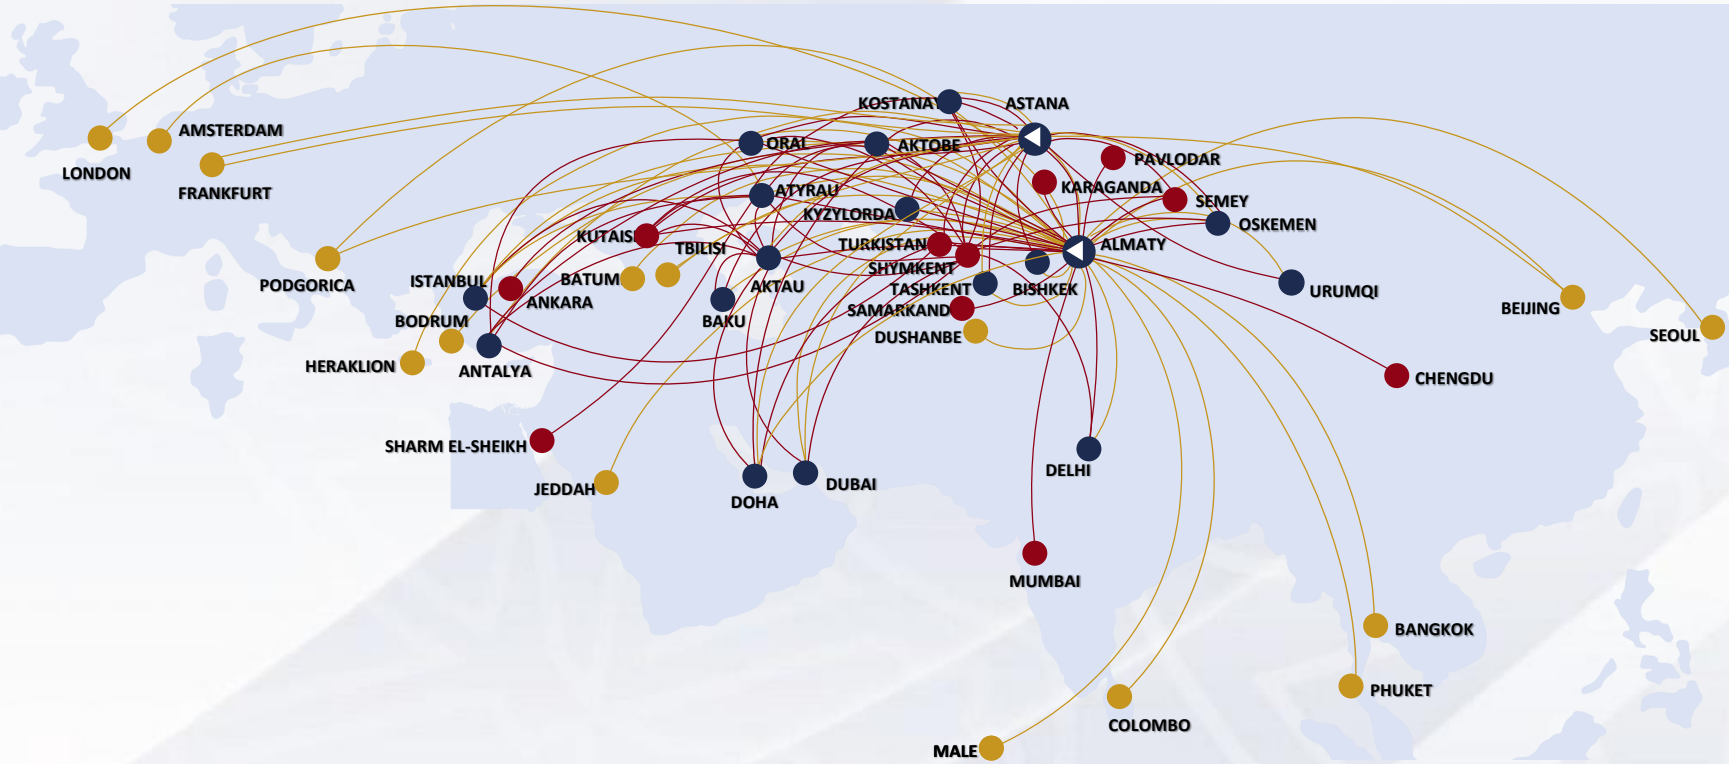 KOSTANA
ASTANA
AMSTERDAM
ORAL
AKTOBE
PAVLODAR
LONDON
FRANKFURT
KARAGANDA
ATYRAU
SEMEY
KYZYLORDA
OSKEMEN
KUTAISI
TBILISI
TURKISTAN
ALMATY
SHYMKENT
PODGORICA
ISTANBUL
BATUM
ANKARA
AKTAU
TASHKENT
BISHKEK
URUMQI
BEIJING
SAMARKAND
BODRUM
BAKU
DUSHANBE
SEOUL
HERAKLION
ANTALYA
CHENGDU
SHARM EL-SHEIKH
DELHI
JEDDAH
DUBAI
DOHA
MUMBAI
BANGKOK
PHUKET
COLOMBO
MALE